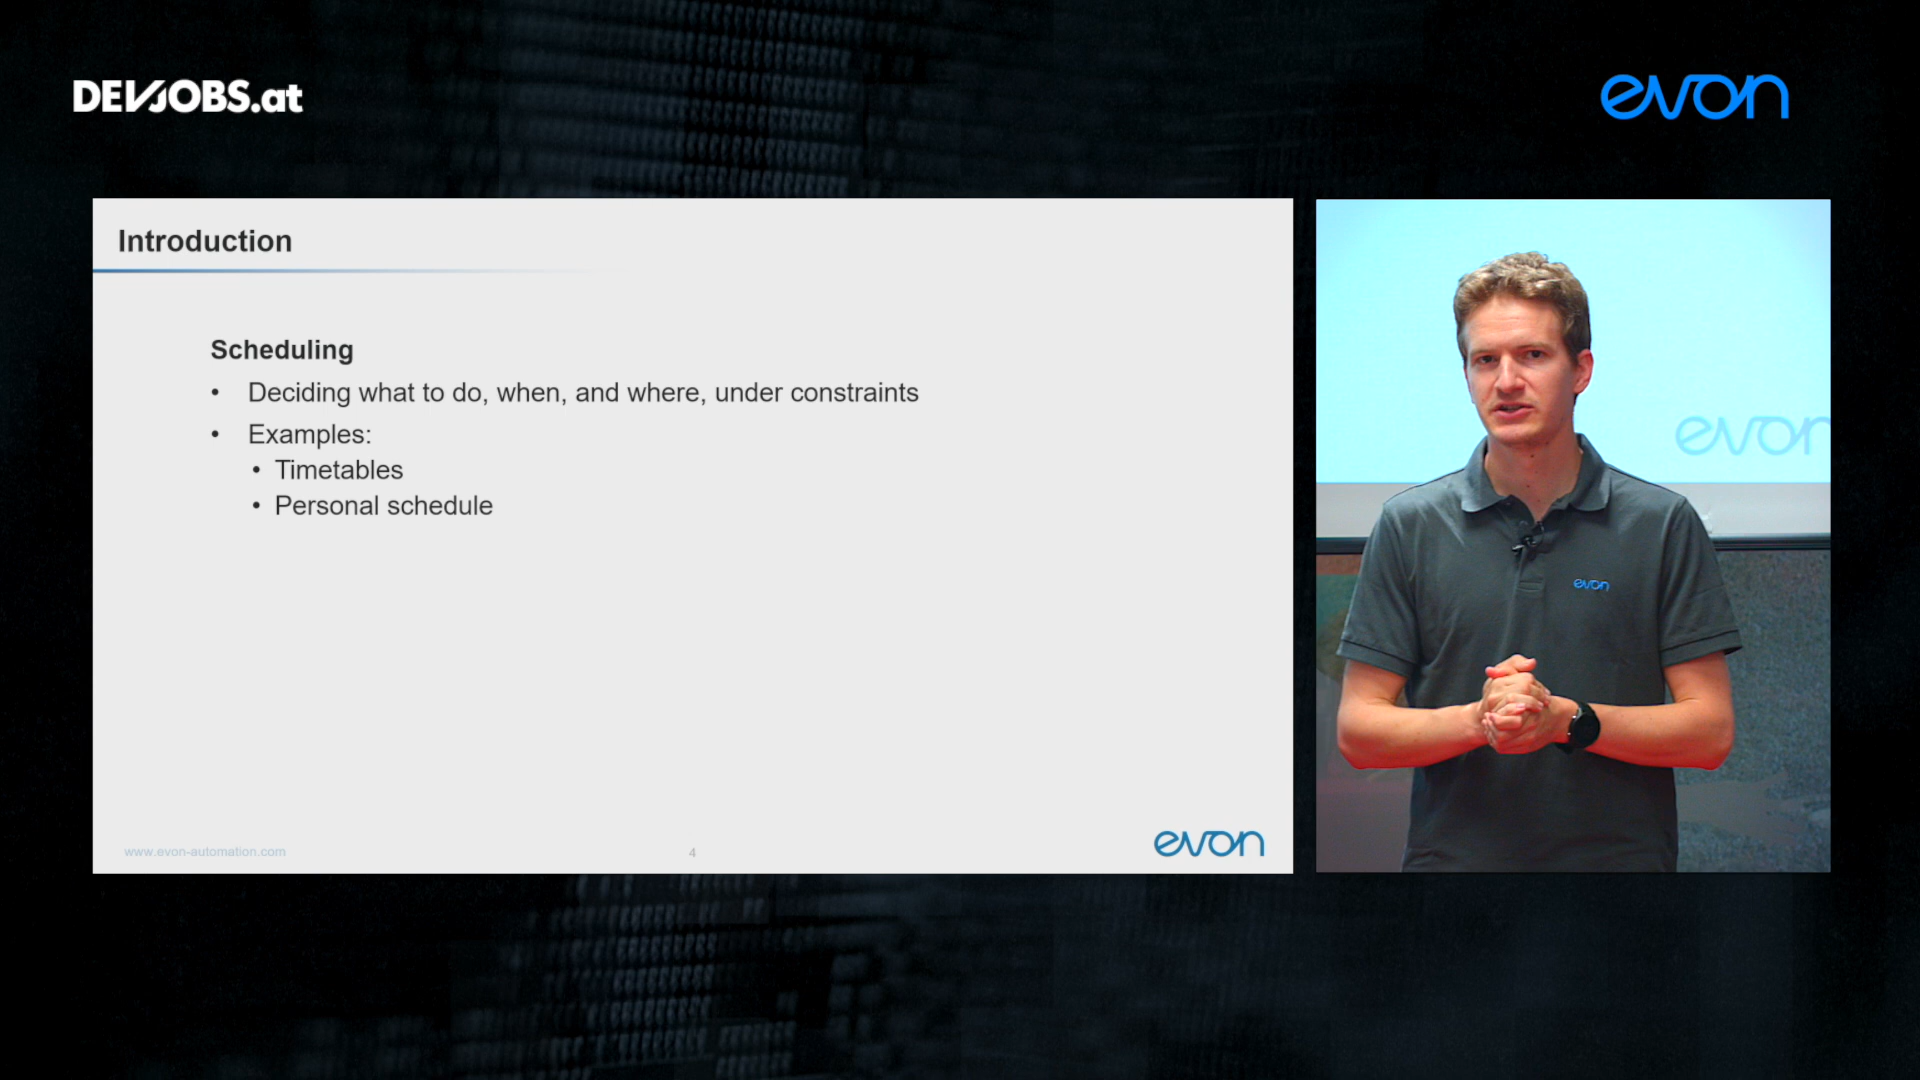 DEVJOBS.at
evon
Introduction
Scheduling
• Deciding what to do, when, and where, under constraints
• Examples:
• Timetables
• Personal schedule
www.evon-automation.com
4
evon
evon
evon